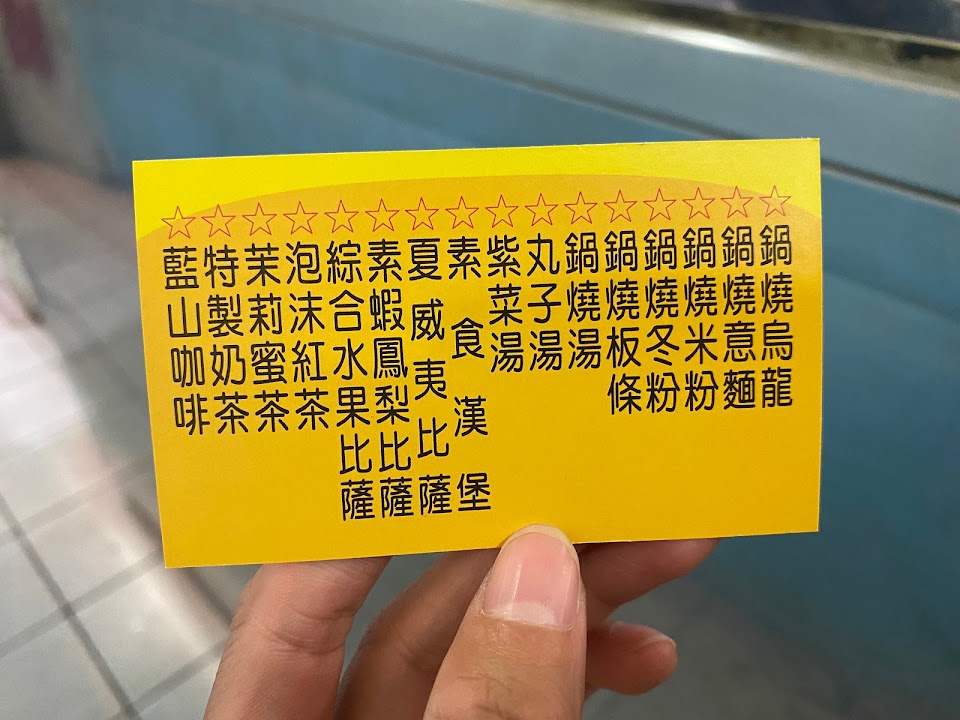 ☆鍋燒烏龍
☆鍋燒意麵
☆鍋燒米粉
☆鍋燒冬粉
☆鍋燒板條
☆鍋燒湯
☆丸子湯
☆紫菜湯
☆素食漢堡
☆夏威夷比薩
☆素蝦鳳梨比薩
☆綜合水果比薩
☆泡沫紅茶
☆茉莉蜜茶
☆特製奶茶
☆藍山咖啡